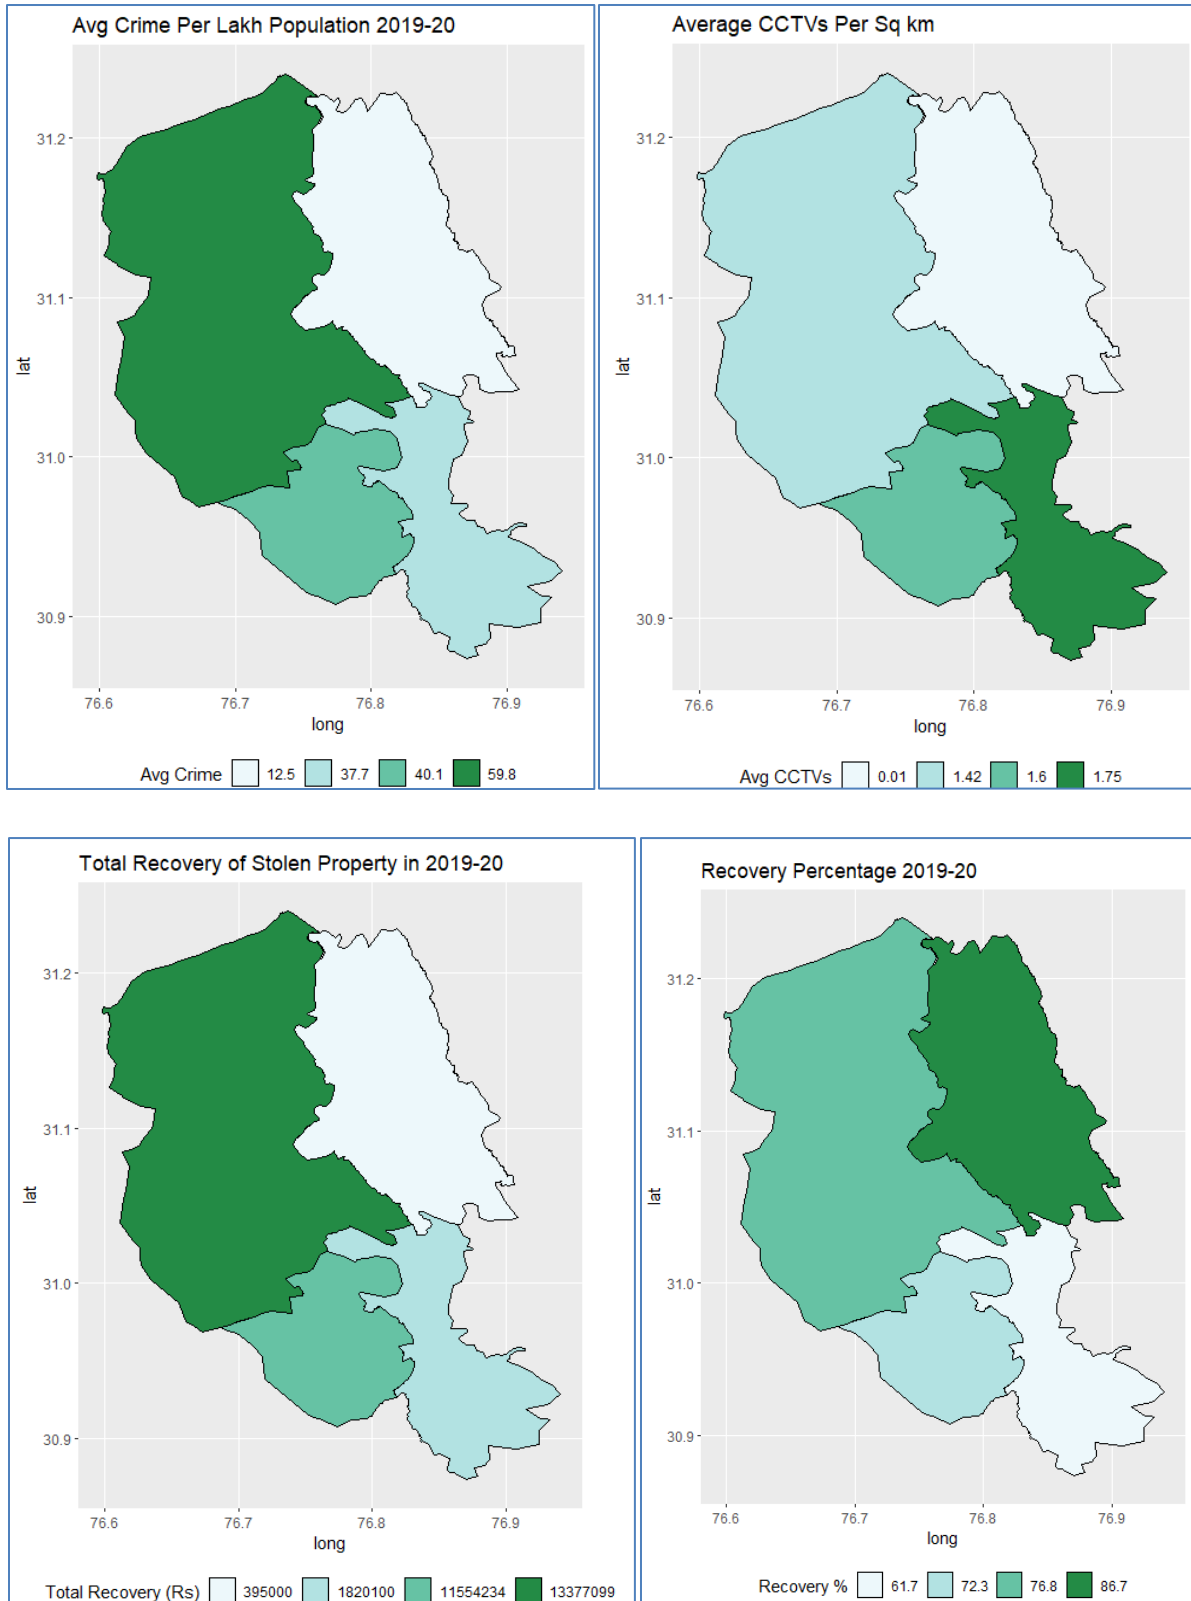 Avg Crime Per Lakh Population 2019-20
31.2
31.1
31.0
30.9
lat
76.6 76.7 76.8 76.9
long
Avg Crime 12.5 37.7 40.1 59.8
Average CCTVs Per Sq km
31.2
31.1
31.0
30.9
lat
76.6 76.7 76.8 76.9
long
Avg CCTVs 0.01 1.42 1.6 1.75
Total Recovery of Stolen Property in 2019-20
31.2
31.1
31.0
30.9
lat
76.6 76.7 76.8 76.9
long
Total Recovery (Rs) 395000 1820100 11554234 13377099
Recovery Percentage 2019-20
31.2
31.1
31.0
30.9
lat
76.6 76.7 76.8 76.9
long
Recovery % 61.7 72.3 76.8 86.7